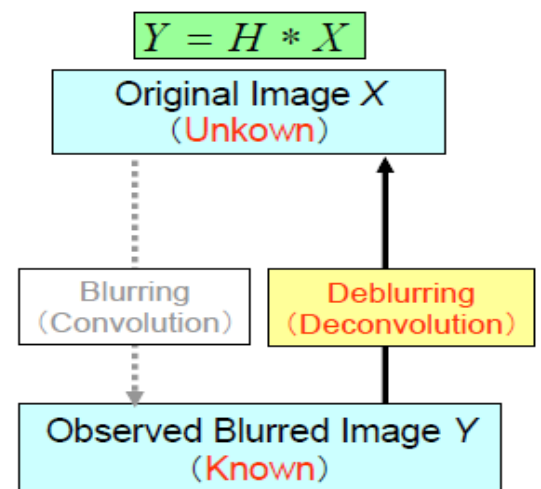 Y = H * X
Original Image X
（Unkown）
Blurring
（Convolution）
Deblurring
（Deconvolution）
Observed Blurred Image Y
（Known）